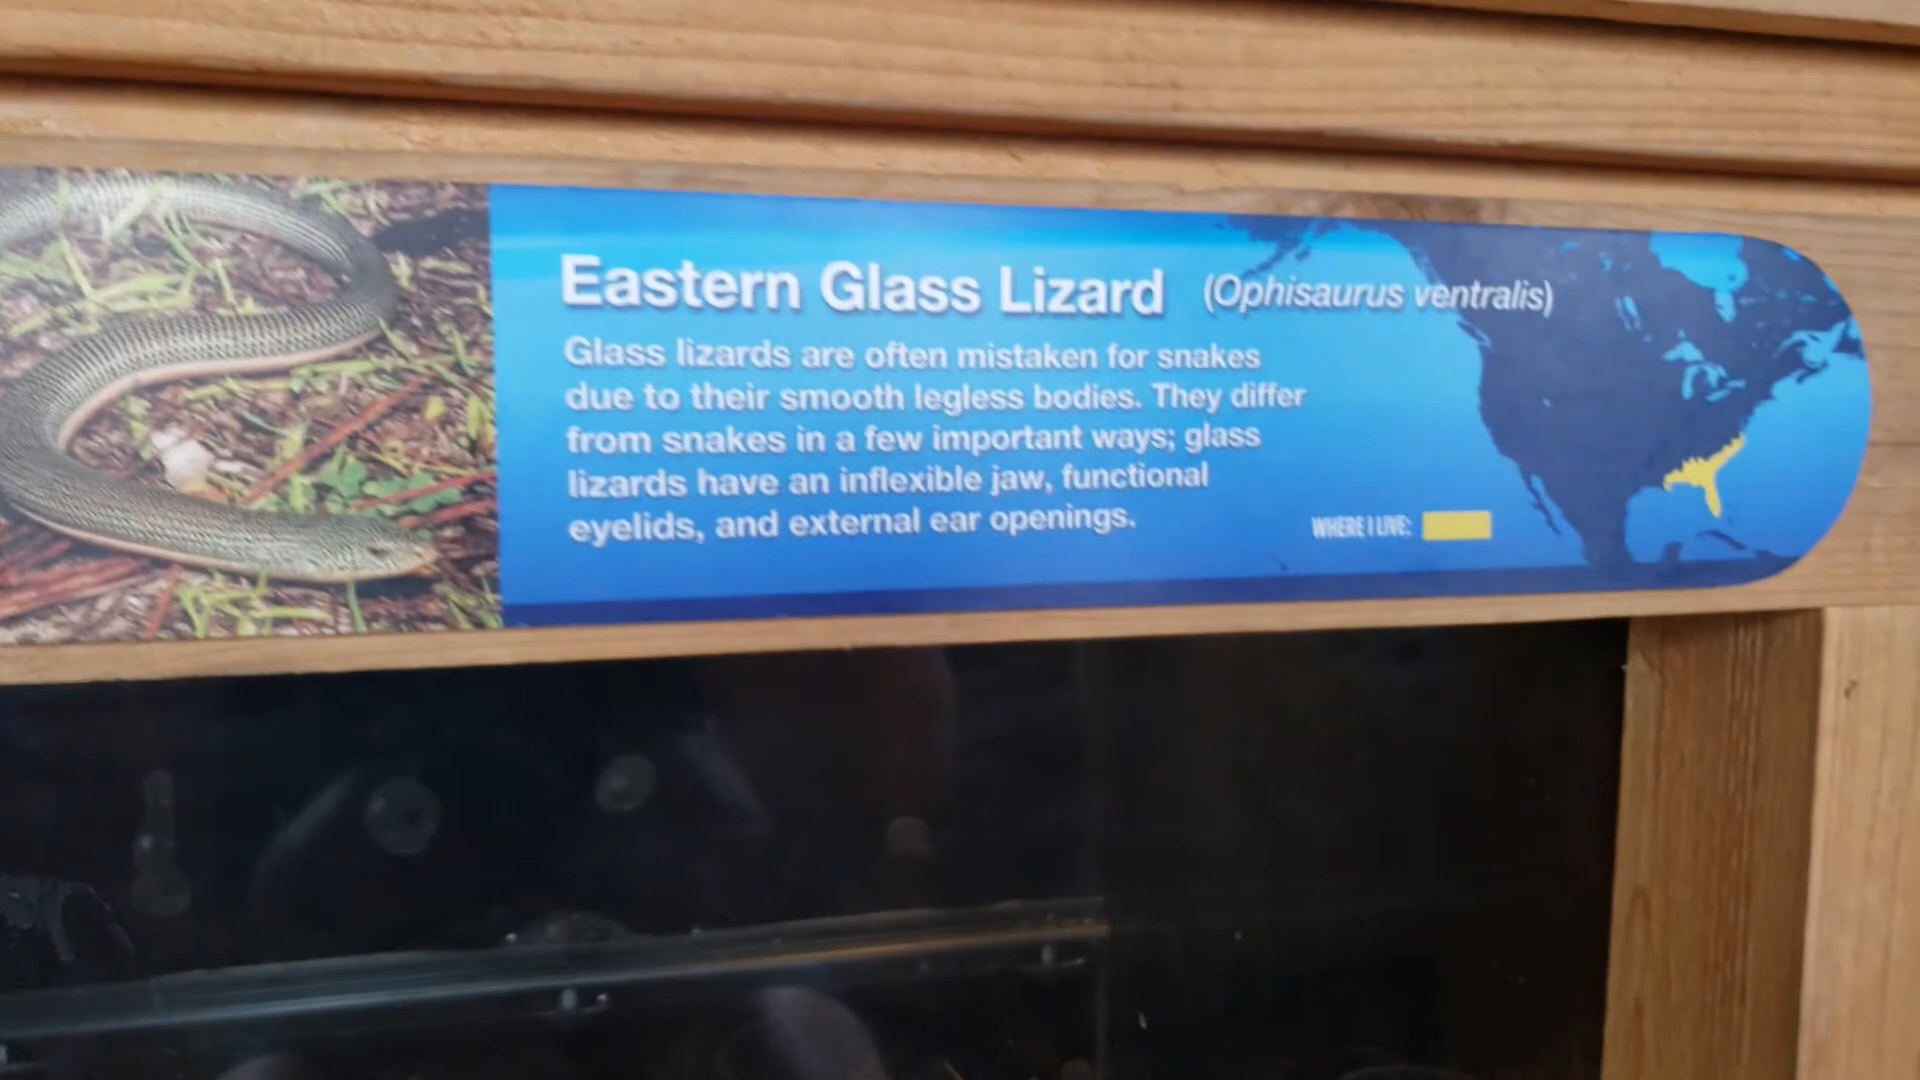 Eastern Glass Lizard (Ophisaurus ventralis)
Glass lizards are often mistaken for snakes
due to their smooth legless bodies. They differ
from snakes in a few important ways; glass
lizards have an inflexible jaw, functional
eyelids, and external ear openings.
WHERE I LIVE: